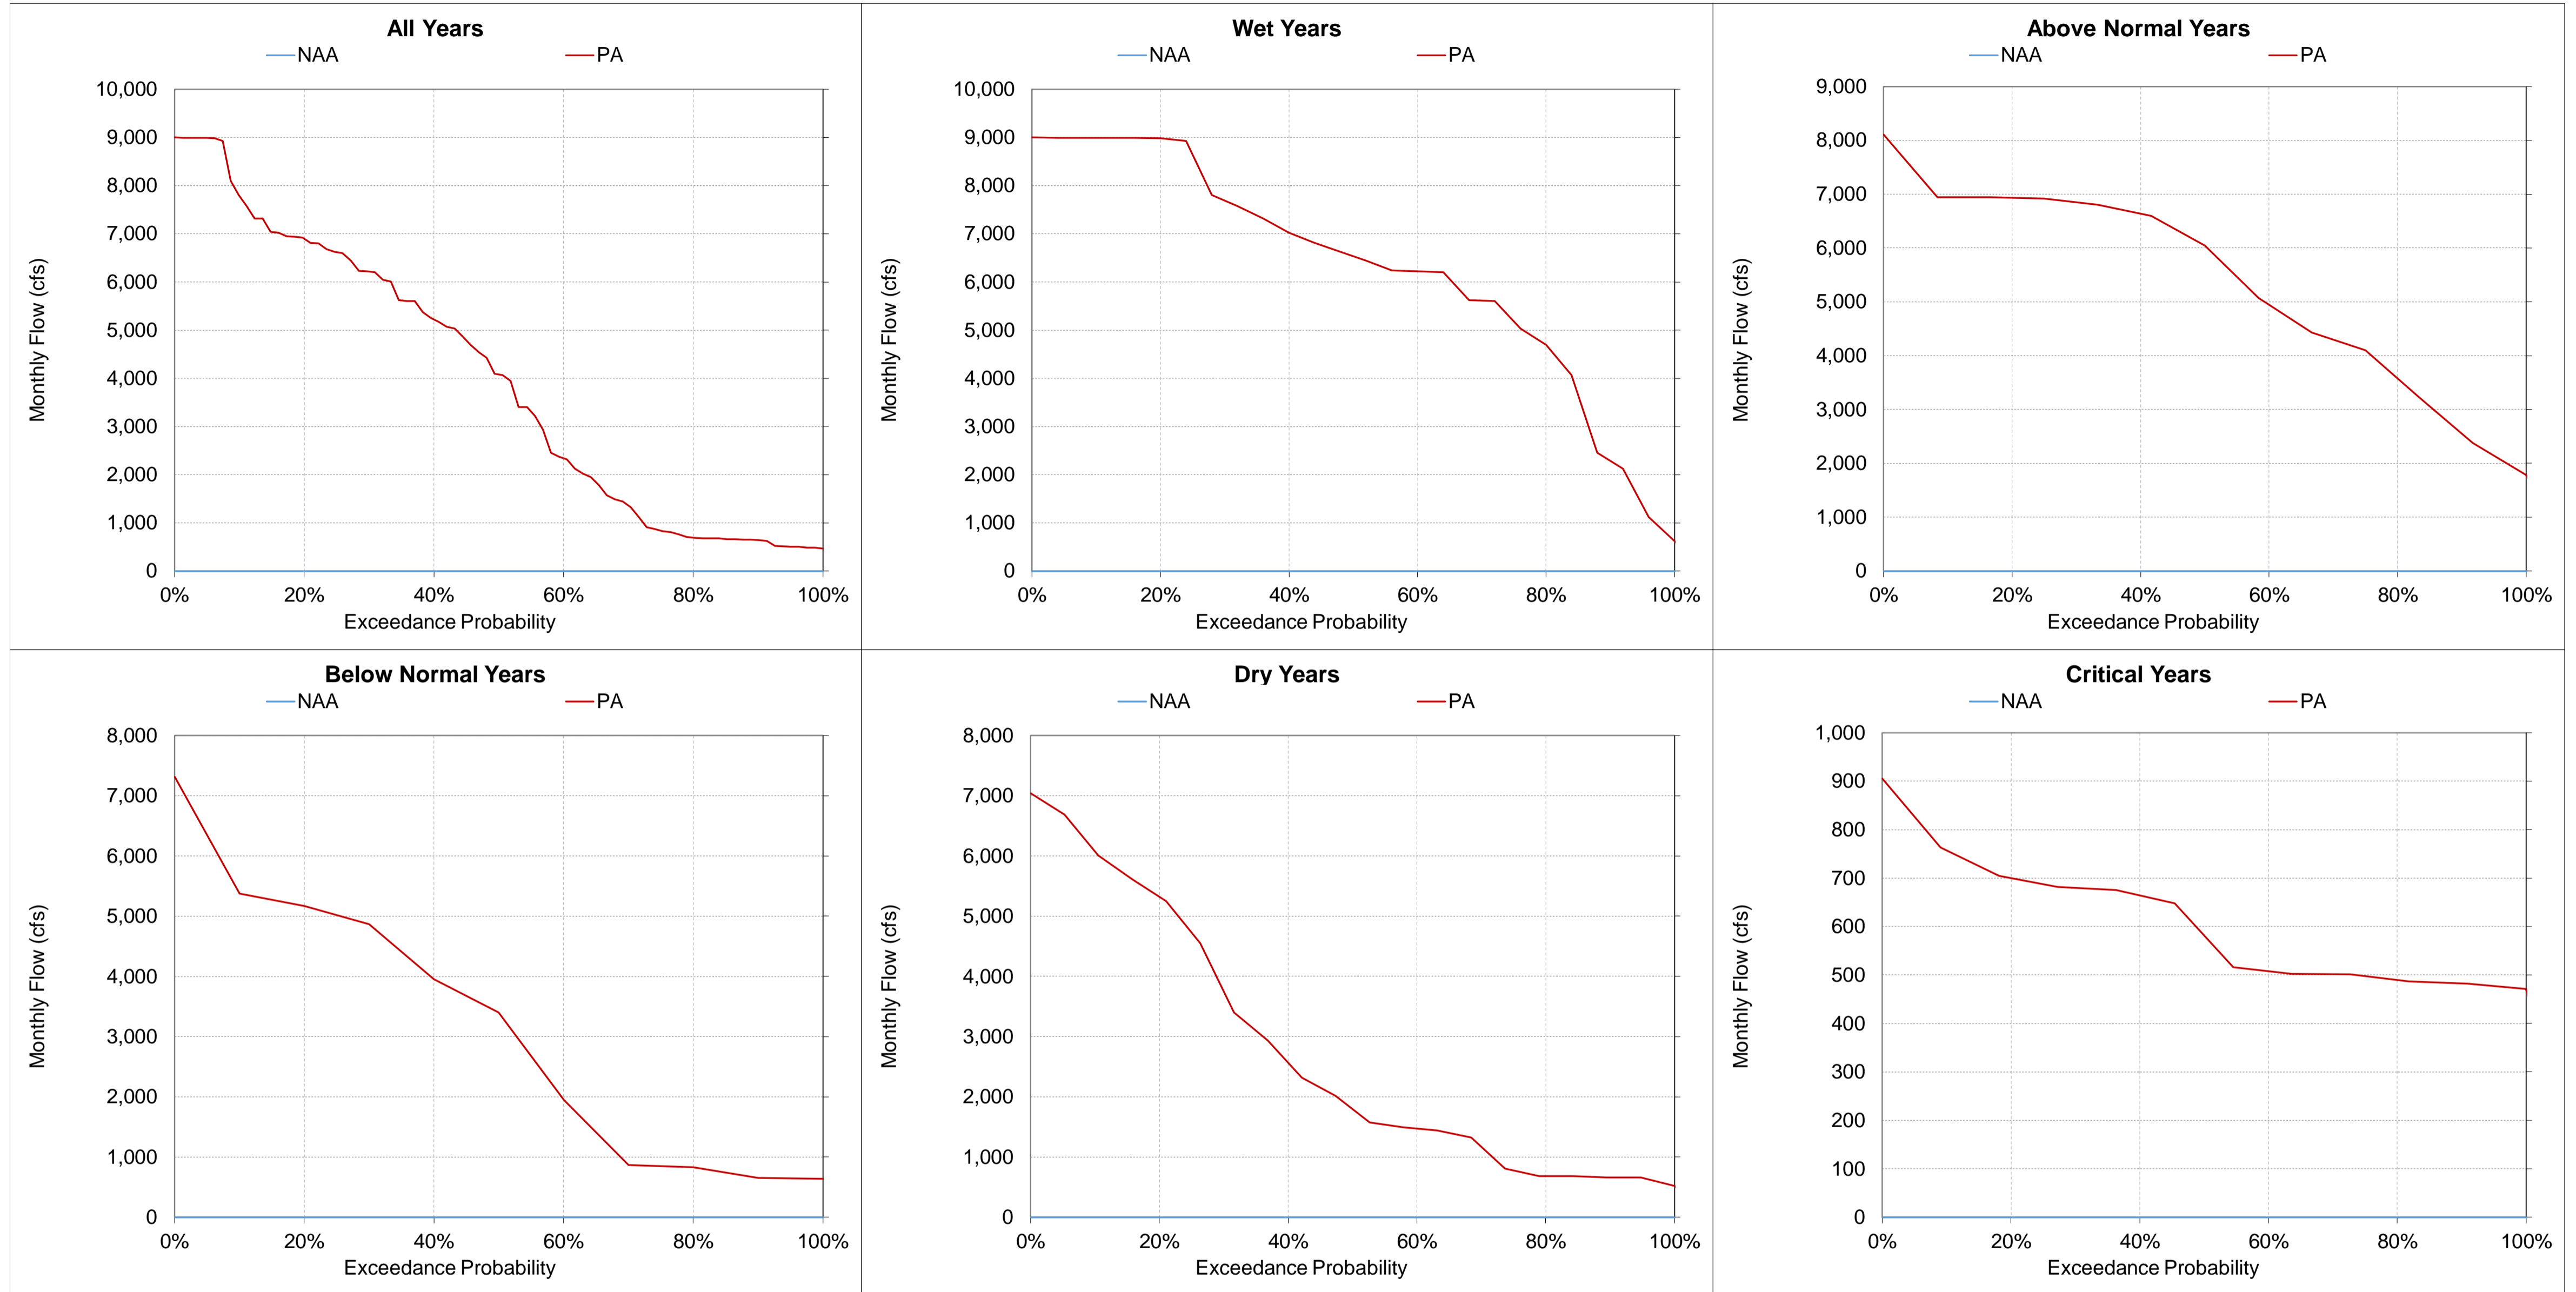 All Years
NAA PA
10,000
9,000
8,000
7,000
6,000
5,000
4,000
3,000
2,000
1,000
0
Monthly Flow (cfs)
0% 20% 40% 60% 80% 100%
Exceedance Probability
Wet Years
NAA PA
10,000
9,000
8,000
7,000
6,000
5,000
4,000
3,000
2,000
1,000
0
Monthly Flow (cfs)
0% 20% 40% 60% 80% 100%
Exceedance Probability
Above Normal Years
NAA PA
9,000
8,000
7,000
6,000
5,000
4,000
3,000
2,000
1,000
0
Monthly Flow (cfs)
0% 20% 40% 60% 80% 100%
Exceedance Probability
Below Normal Years
NAA PA
8,000
7,000
6,000
5,000
4,000
3,000
2,000
1,000
0
Monthly Flow (cfs)
0% 20% 40% 60% 80% 100%
Exceedance Probability
Dry Years
NAA PA
8,000
7,000
6,000
5,000
4,000
3,000
2,000
1,000
0
Monthly Flow (cfs)
0% 20% 40% 60% 80% 100%
Exceedance Probability
Critical Years
NAA PA
1,000
900
800
700
600
500
400
300
200
100
0
Monthly Flow (cfs)
0% 20% 40% 60% 80% 100%
Exceedance Probability